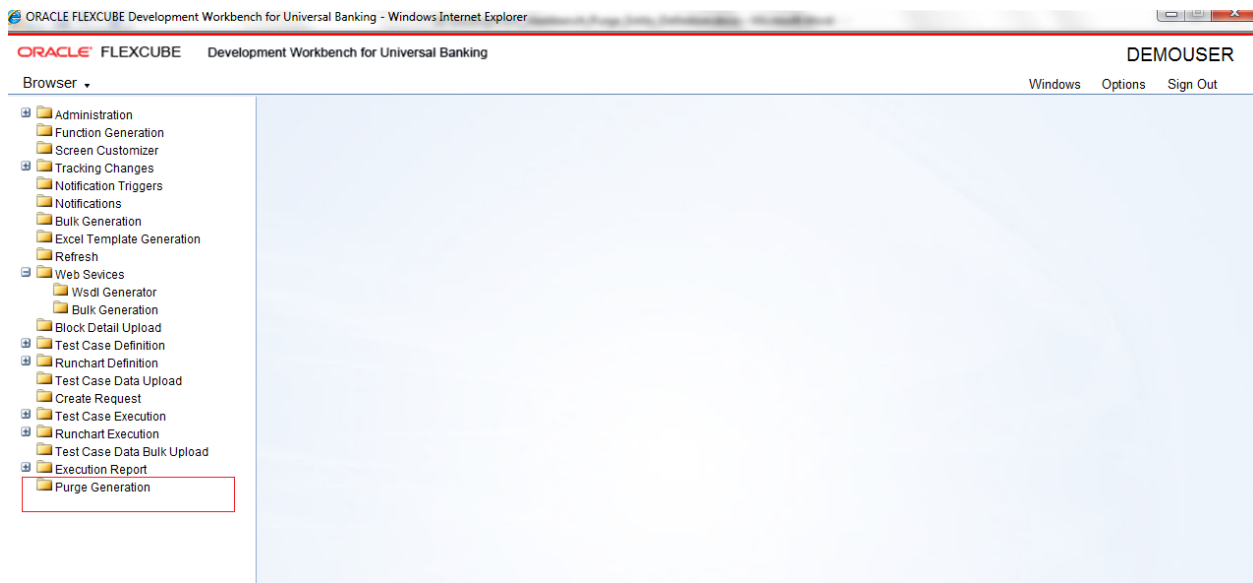 ORACLE FLEXCUBE Development Workbench for Universal Banking - Windows Internet Explorer
ORACLE FLEXCUBE Development Workbench for Universal Banking
DEMOUSER
Browser
Windows Options Sign Out
Administration
Function Generation
Screen Customizer
Tracking Changes
Notification Triggers
Notifications
Bulk Generation
Excel Template Generation
Refresh
Web Sevices
Wsdl Generator
Bulk Generation
Block Detail Upload
Test Case Definition
Runchart Definition
Test Case Data Upload
Create Request
Test Case Execution
Runchart Execution
Test Case Data Bulk Upload
Execution Report
Purge Generation